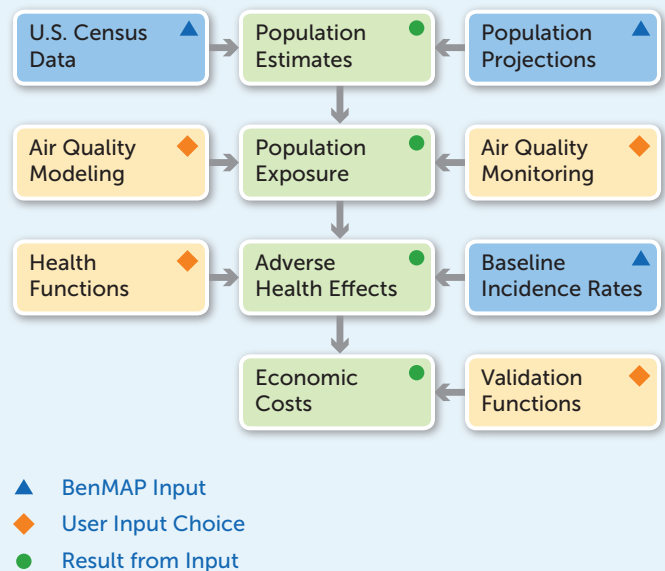 U.S. Census
Data
Population
Estimates
Population
Projections
Air Quality
Modeling
Population
Exposure
Air Quality
Monitoring
Health
Functions
Adverse
Health Effects
Baseline
Incidence Rates
Economic
Costs
Validation
Functions
BenMAP Input
User Input Choice
Result from Input